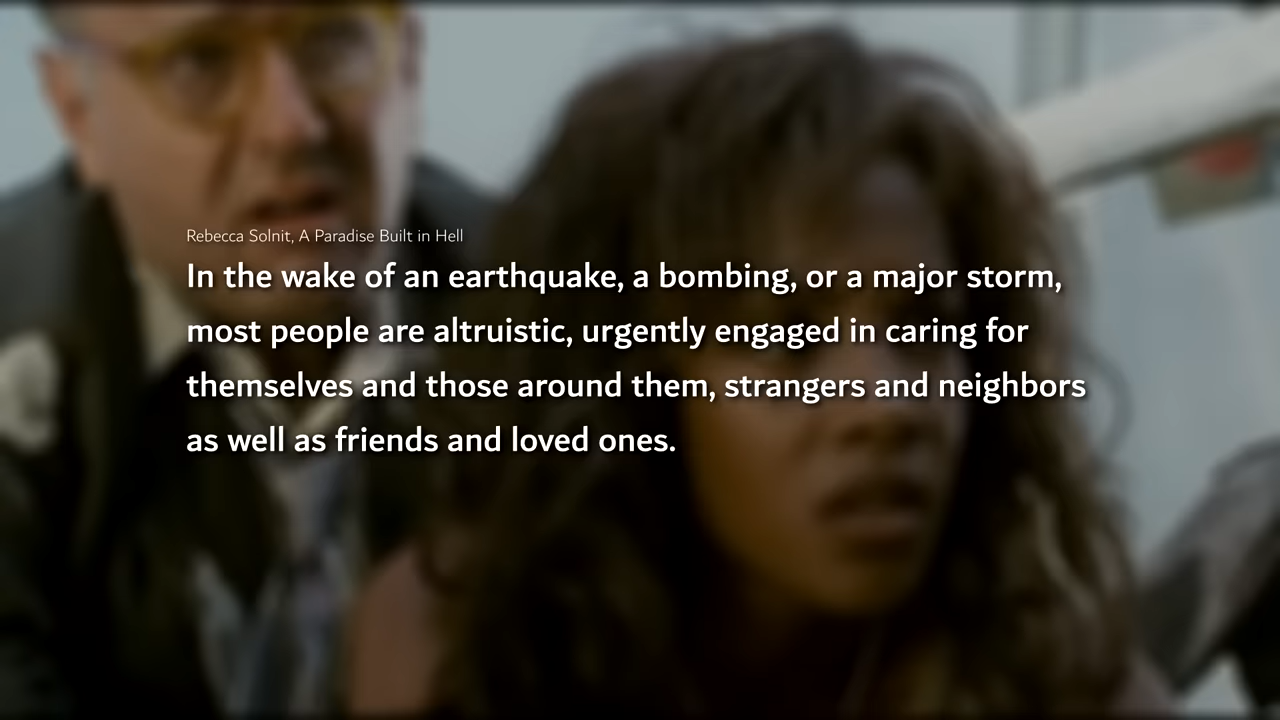 Rebecca Solnit, A Paradise Built in Hell
In the wake of an earthquake, a bombing, or a major storm,
most people are altruistic, urgently engaged in caring for
themselves and those around them, strangers and neighbors
as well as friends and loved ones.